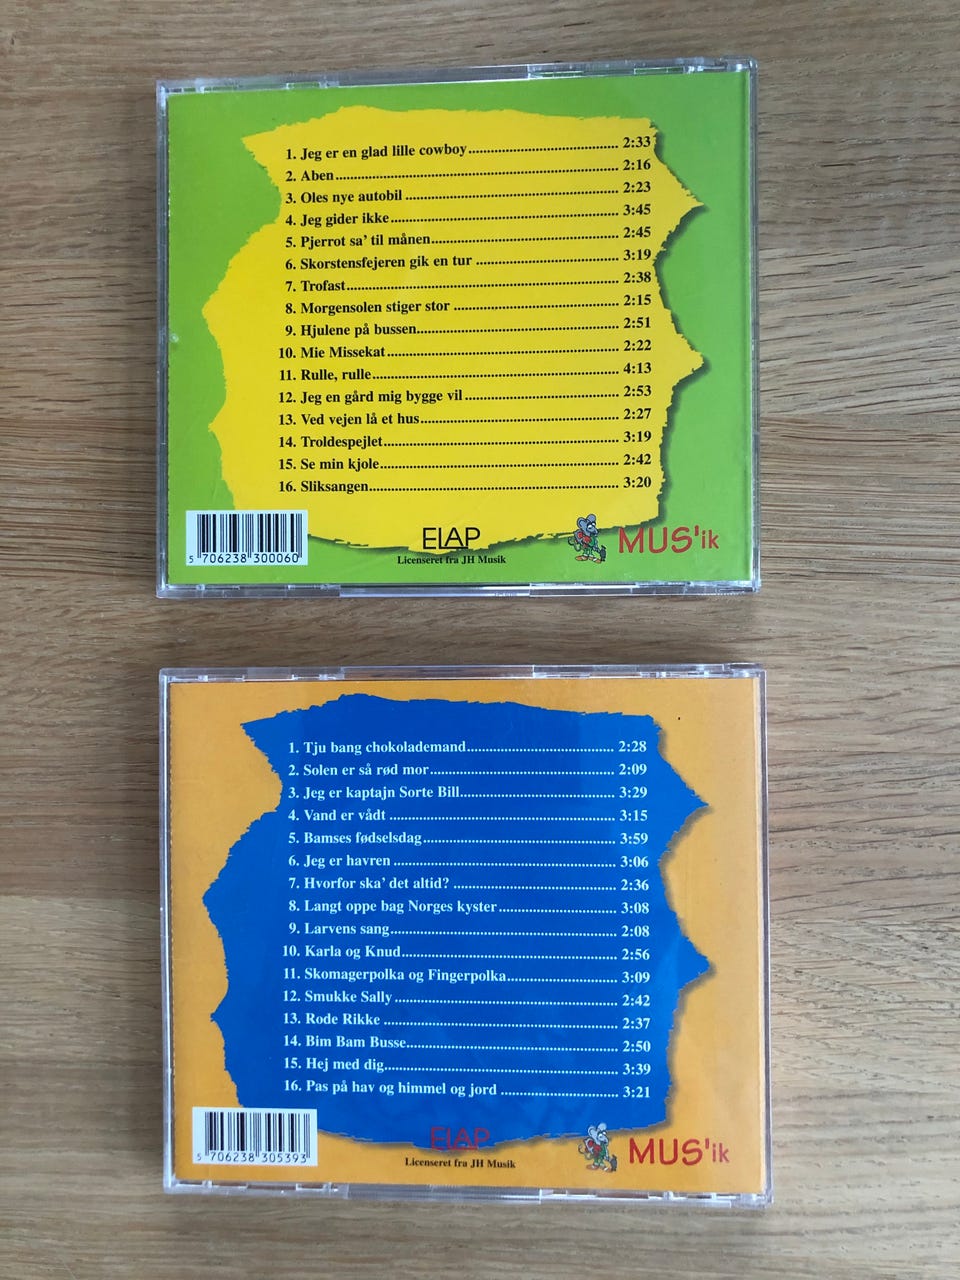 1. Jeg er en glad lille cowboy 2:33
2. Aben 2:16
3. Oles nye autobil 2:23
4. Jeg gider ikke 3:45
5. Pjerrot sa' til månen 2:45
6. Skorstensfejeren gik en tur 3:19
7. Trofast 2:38
8. Morgensolen stiger stor 2:15
9. Hjulene på bussen 2:51
10. Mie Missekat 2:22
11. Rulle, rulle 4:13
12. Jeg en gård mig bygge vil 2:53
13. Ved vejen lå et hus 2:27
14. Troldespejlet 3:19
15. Se min kjole 2:42
16. Sliksangen 3:20
5 706238 300060
ELAP
Licenseret fra JH Musik
MUS'ik
1. Tju bang chokolademand 2:28
2. Solen er så rød mor 2:09
3. Jeg er kaptajn Sorte Bill 3:29
4. Vand er vådt 3:15
5. Bamses fødselsdag 3:59
6. Jeg er havren 3:06
7. Hvorfor ska' det altid? 2:36
8. Langt oppe bag Norges kyster 3:08
9. Larvens sang 2:08
10. Karla og Knud 2:56
11. Skomagerpolka og Fingerpolka 3:09
12. Smukke Sally 2:42
13. Rode Rikke 2:37
14. Bim Bam Busse 2:50
15. Hej med dig 3:39
16. Pas på hav og himmel og jord 3:21
5 706238 305393
ELAP
Licenseret fra JH Musik
MUS'ik